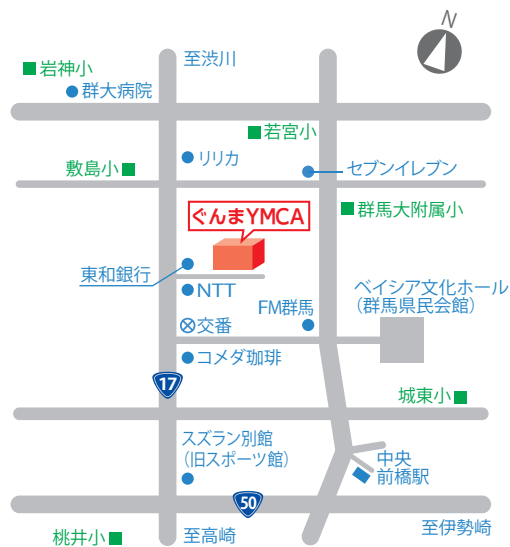 N
至渋川
岩神小
群大病院
若宮小
リリカ
セブンイレブン
敷島小
群馬大附属小
ぐんまYMCA
東和銀行
NTT
ベイシア文化ホール
(群馬県民会館)
FM群馬
交番
コメダ珈琲
17
城東小
スズラン別館
(旧スポーツ館)
中央
前橋駅
50
桃井小
至高崎
至伊勢崎